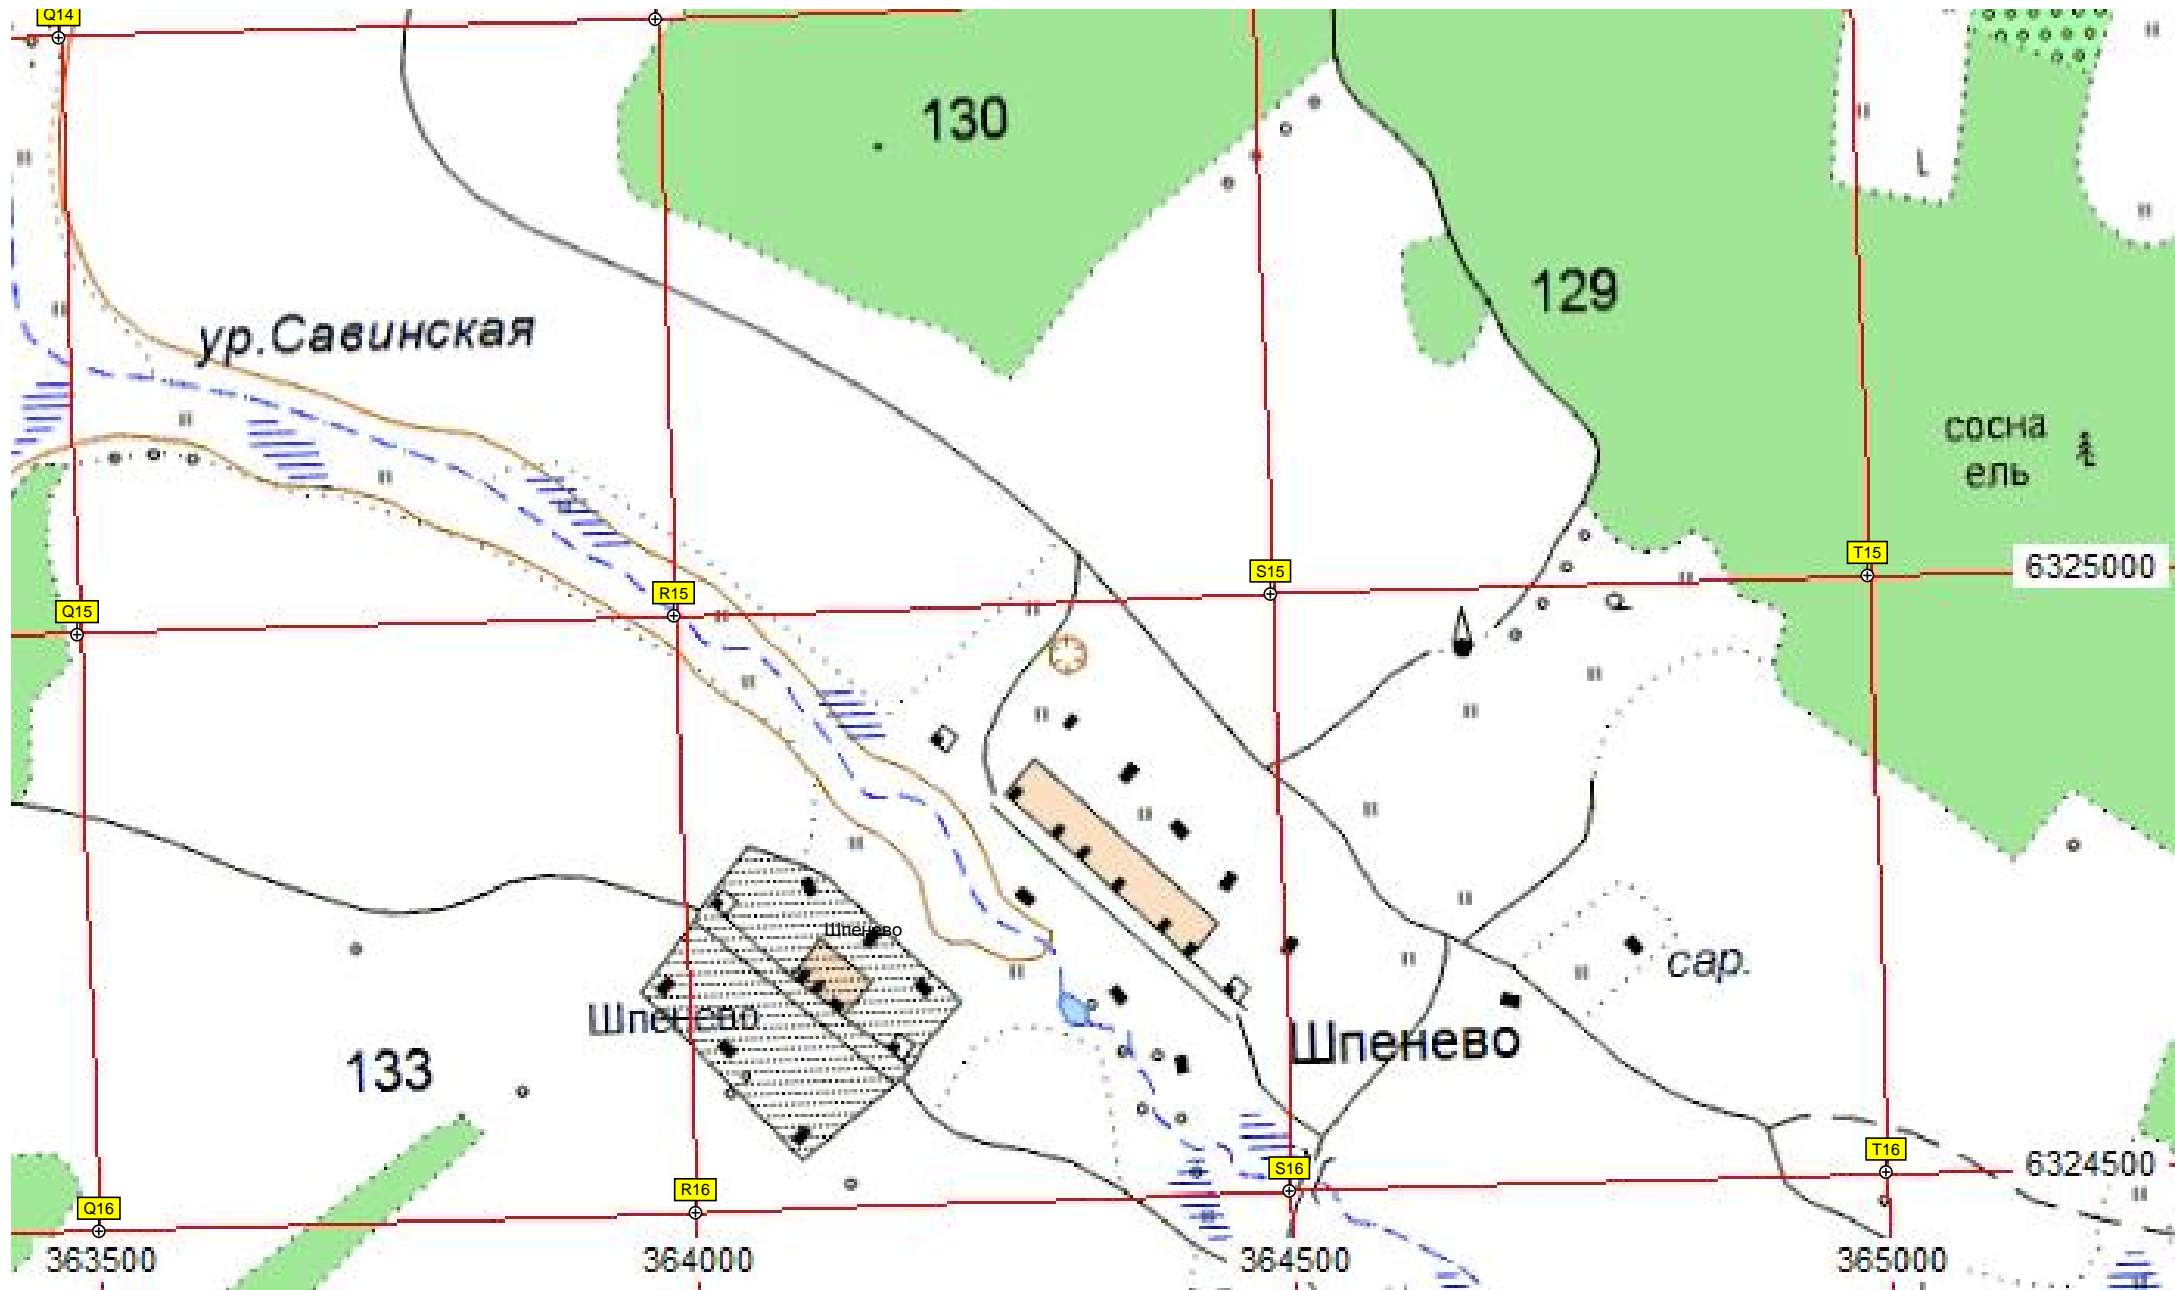 Q14
130
129
ур.Савинская
сосна
ель
T15
6325000
S15
R15
Q15
Шпенево
сар.
Шпенево
Шпенево
133
T16
6324500
S16
R16
Q16
363500
364000
364500
365000